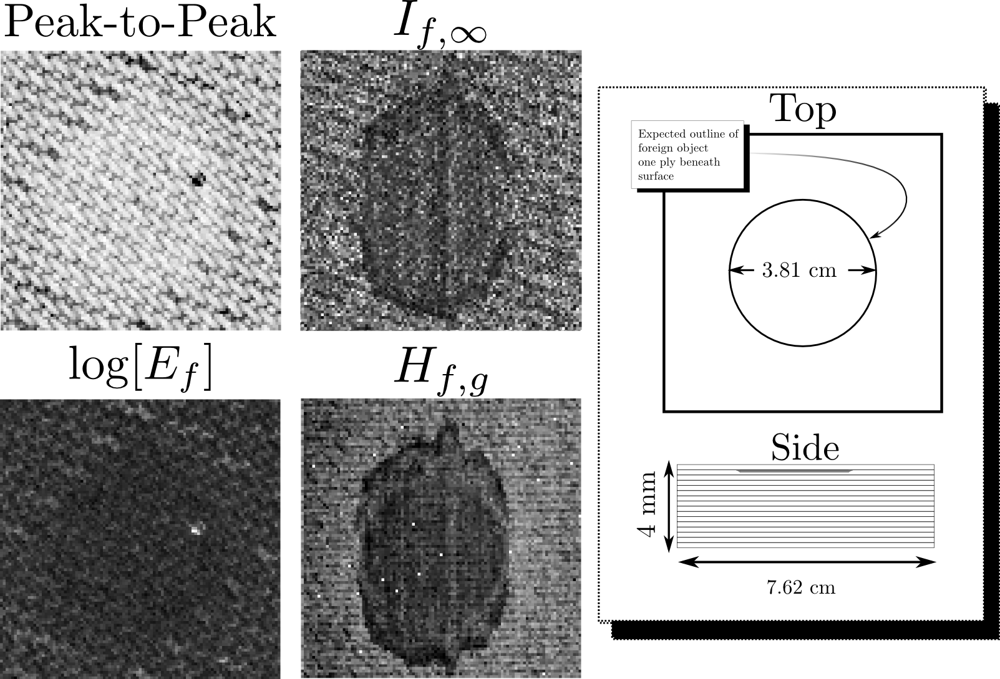 Peak-to-Peak
I_{f,∞}
log[E_f]
H_{f,g}
Top
Expected outline of
foreign object
one ply beneath
surface
3.81 cm
Side
4 mm
7.62 cm